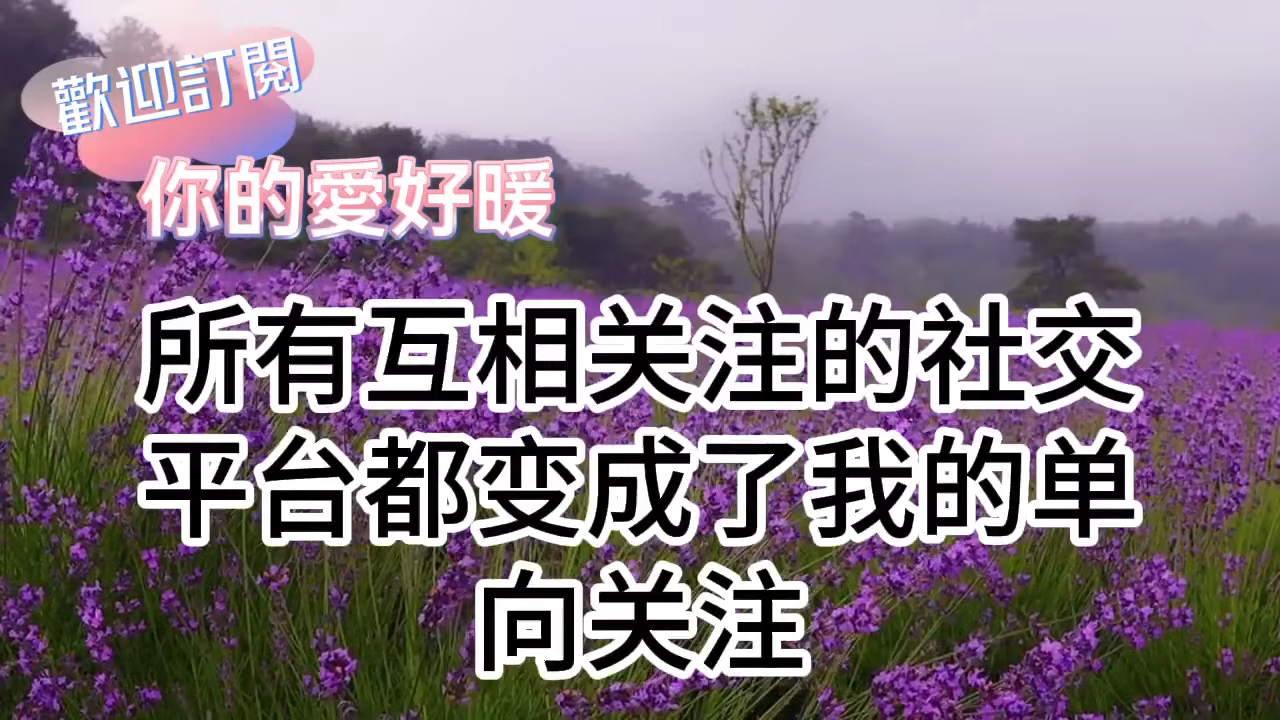 歡迎訂閱
你的愛好暖
所有互相关注的社交
平台都变成了我的单
向关注